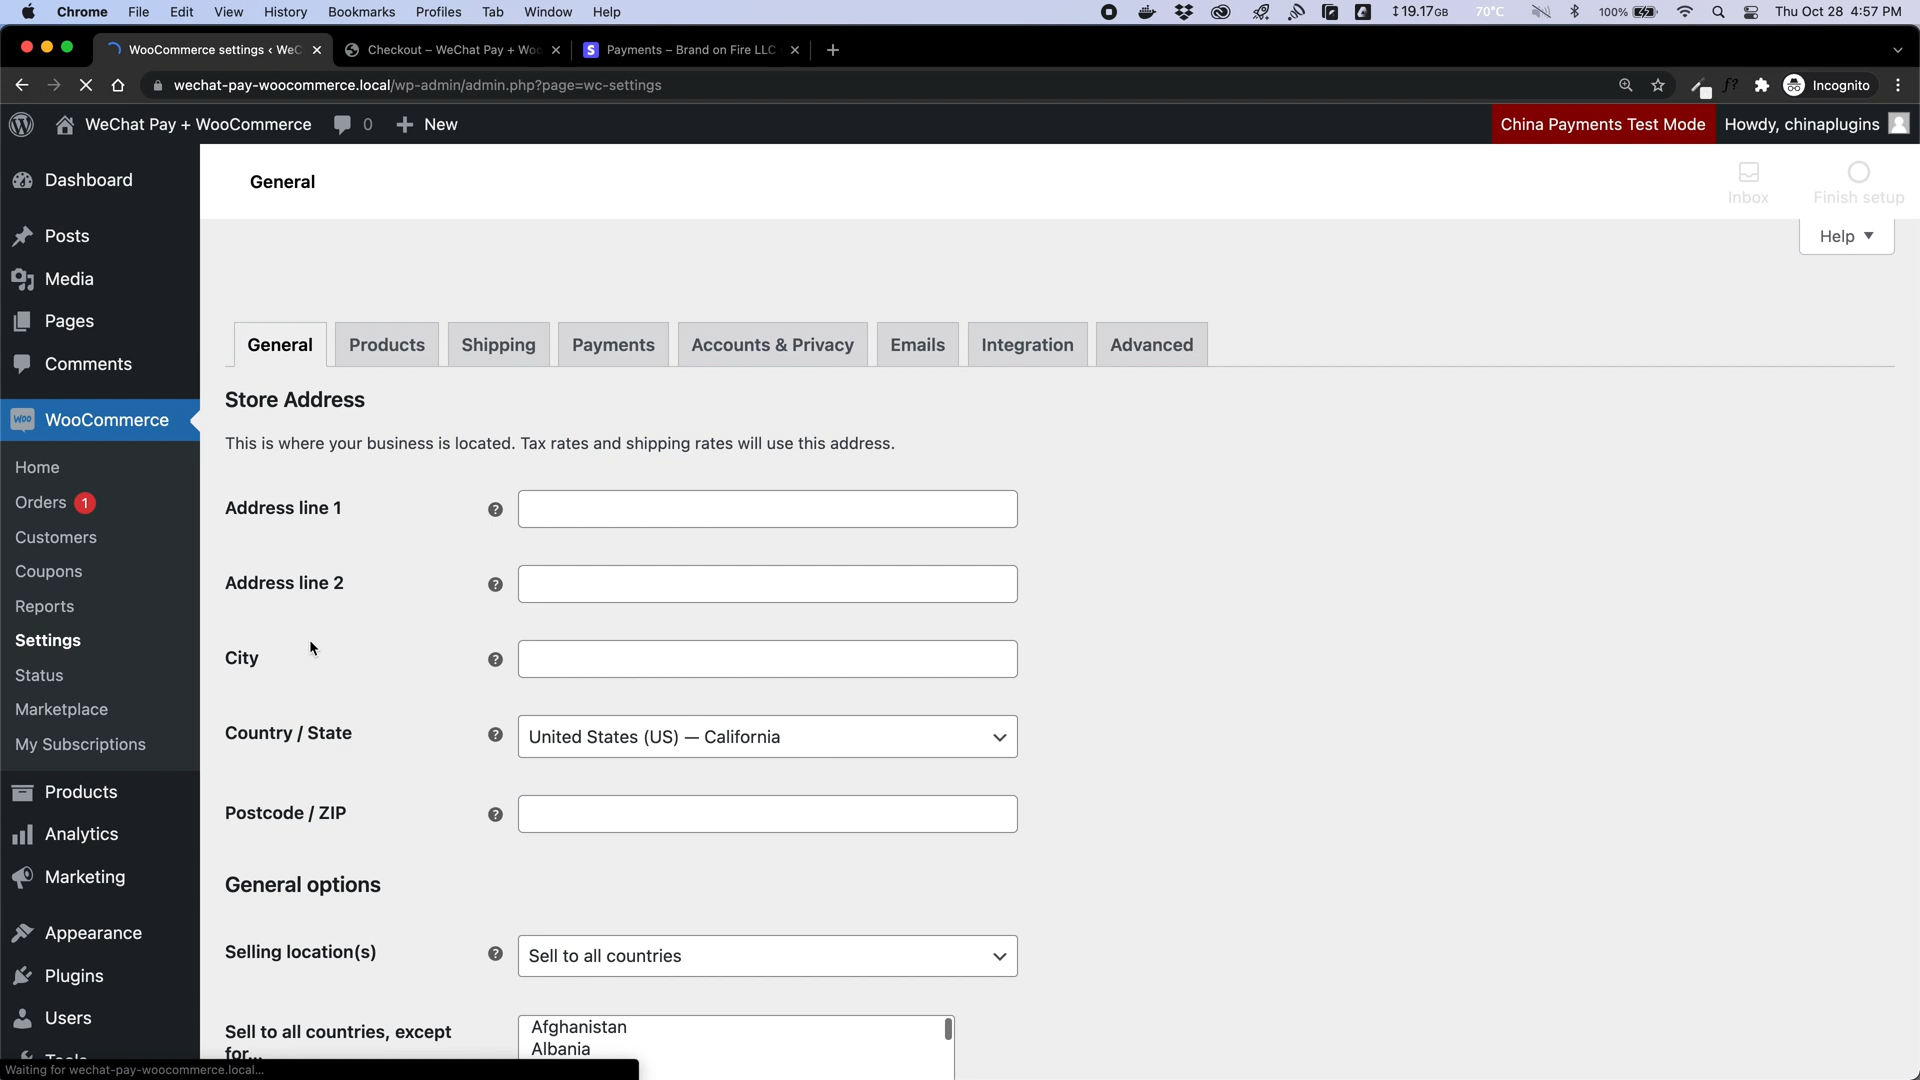 Chrome File Edit View History Bookmarks Profiles Tab Window Help 19.17GB 70°C 100% Thu Oct 28 4:57 PM
WooCommerce settings ‹ WeC Checkout – WeChat Pay + Woo S Payments – Brand on Fire LLC
wechat-pay-woocommerce.local/wp-admin/admin.php?page=wc-settings f? Incognito
WeChat Pay + WooCommerce 0 + New China Payments Test Mode Howdy, chinaplugins
General
Inbox Finish setup
Help
Dashboard
Posts
Media
Pages
Comments
WooCommerce
Home
Orders 1
Customers
Coupons
Reports
Settings
Status
Marketplace
My Subscriptions
Products
Analytics
Marketing
Appearance
Plugins
Users
Tools
General Products Shipping Payments Accounts & Privacy Emails Integration Advanced
Store Address
This is where your business is located. Tax rates and shipping rates will use this address.
Address line 1
Address line 2
City
Country / State United States (US) — California
Postcode / ZIP
General options
Selling location(s) Sell to all countries
Sell to all countries, except for...
Afghanistan
Albania
Waiting for wechat-pay-woocommerce.local...